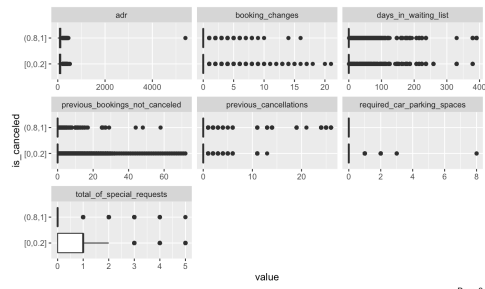 adr
booking_changes
days_in_waiting_list
(0.8,1]
[0,0.2]
0 2000 4000
0 5 10 15 20
0 100 200 300 400
previous_bookings_not_canceled
previous_cancellations
required_car_parking_spaces
(0.8,1]
[0,0.2]
0 20 40 60
0 10 20
0 2 4 6 8
total_of_special_requests
(0.8,1]
[0,0.2]
0 1 2 3 4 5
is_canceled
value